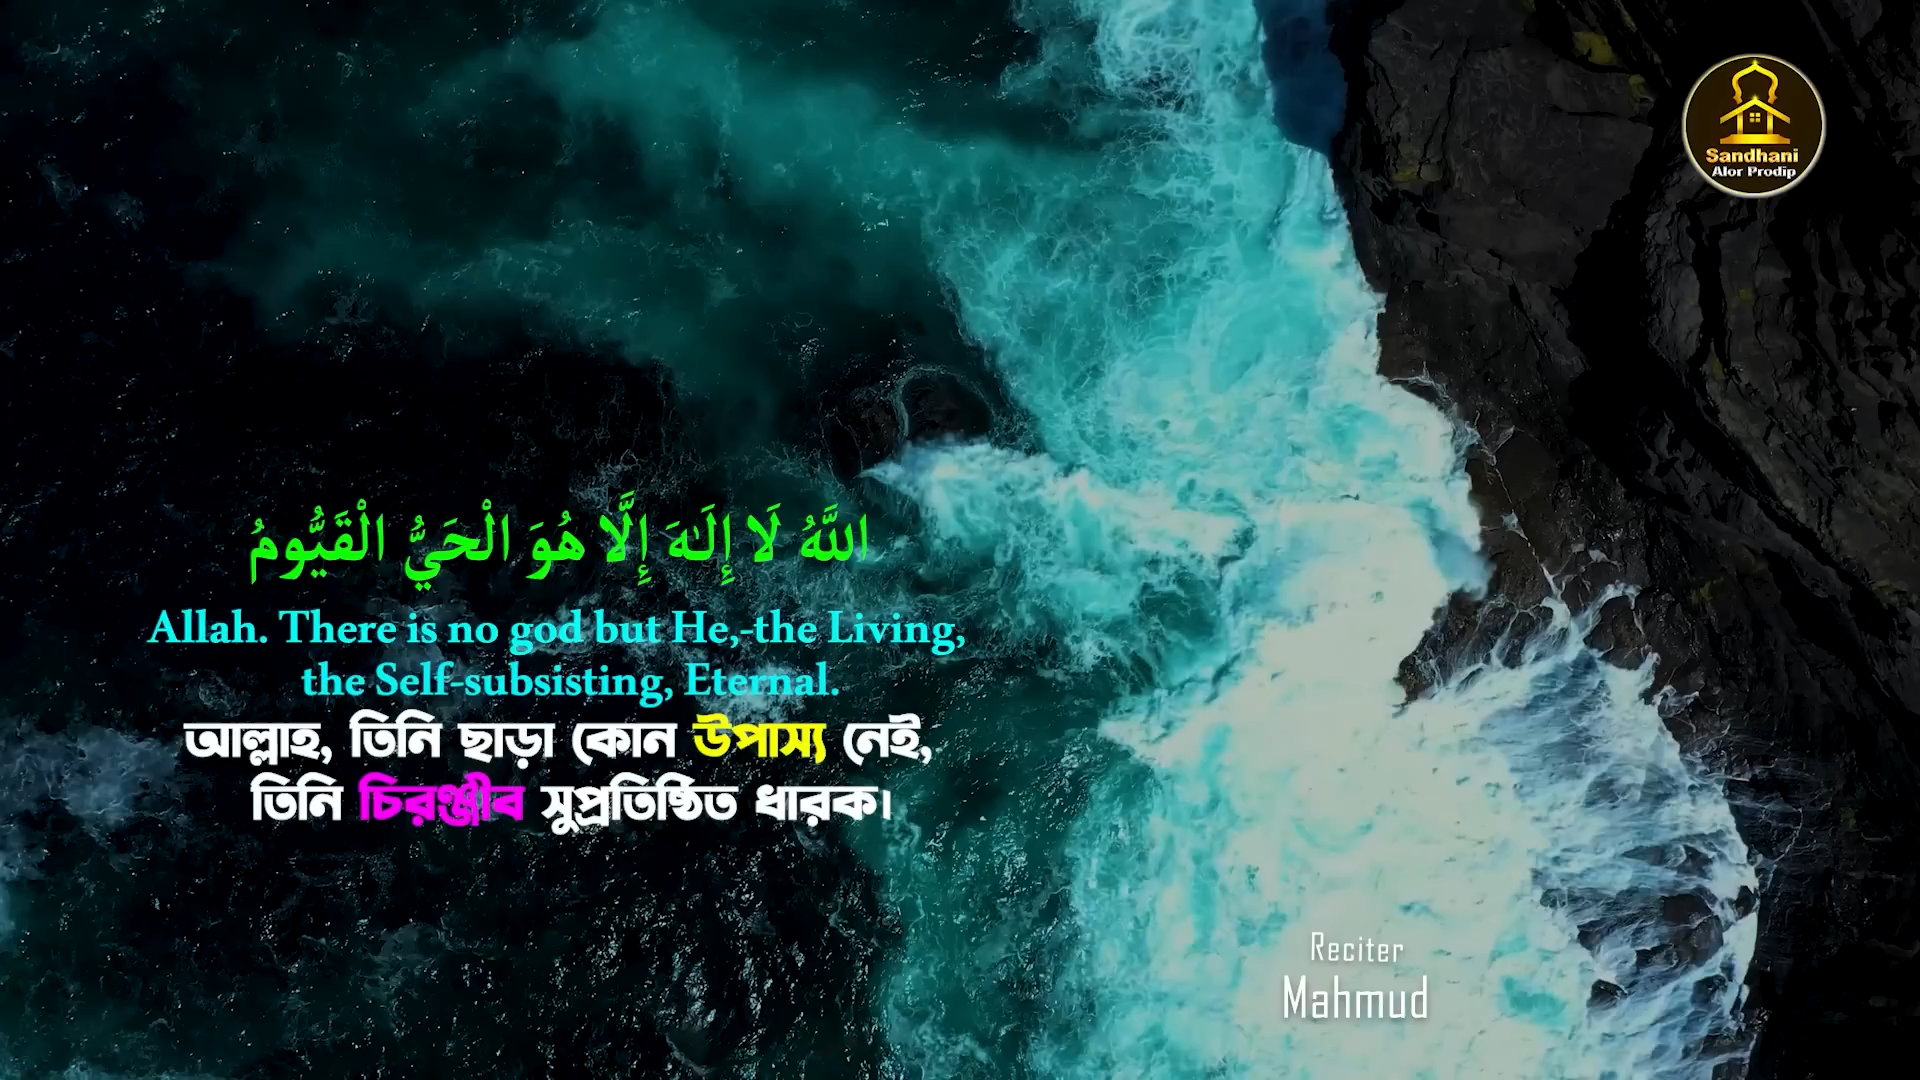 Sandhani
Alor Prodip
اللَّهُ لَا إِلَٰهَ إِلَّا هُوَ الْحَيُّ الْقَيُّومُ
Allah. There is no god but He,-the Living,
the Self-subsisting, Eternal.
আল্লাহ, তিনি ছাড়া কোন উপাস্য নেই,
তিনি চিরঞ্জীব সুপ্রতিষ্ঠিত ধারক।
Reciter
Mahmud